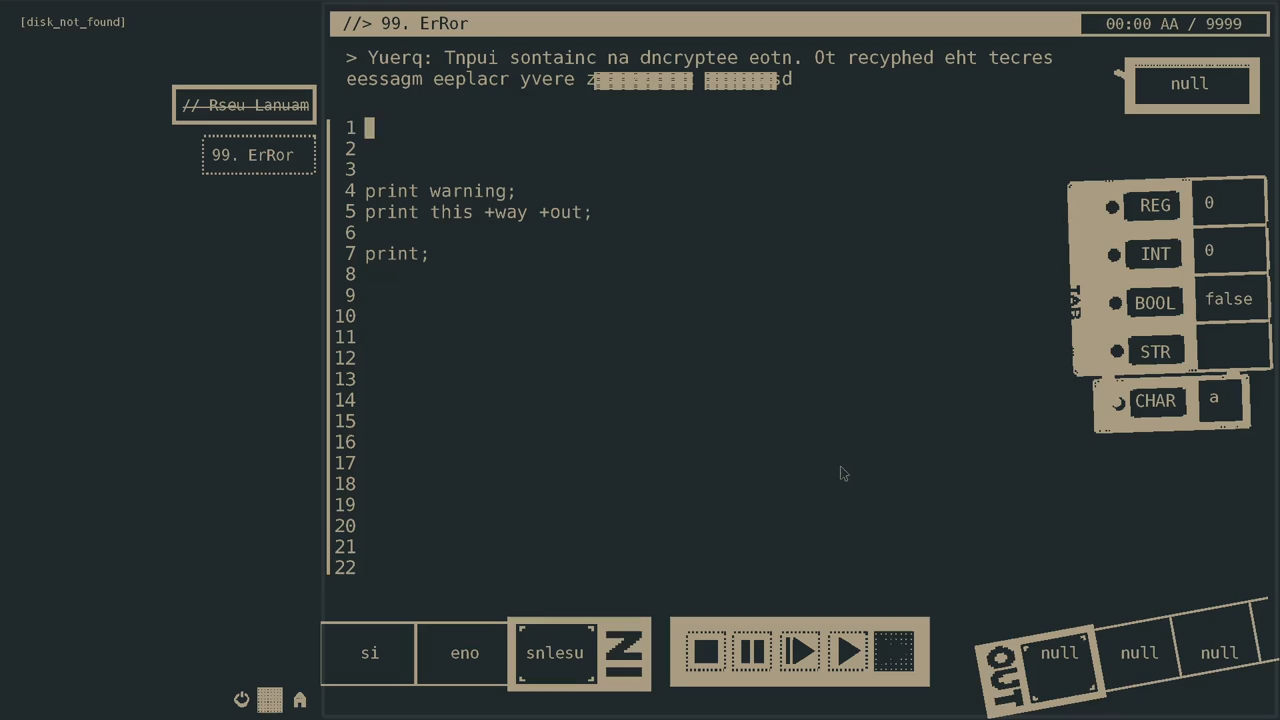 [disk_not_found]
//> 99. ErRor
00:00 AA / 9999
> Yuerq: Tnpui sontainc na dncryptee eotn. Ot recyphed eht tecres
eessagm eeplacr yvere
null
// Rseu Lanuam
99. ErRor
1
2
3
4 print warning;
5 print this +way +out;
6
7 print;
8
9
10
11
12
13
14
15
16
17
18
19
20
21
22
TAB
REG 0
INT 0
BOOL false
STR
CHAR a
si
eno
snlesu
IN
OUT
null
null
null